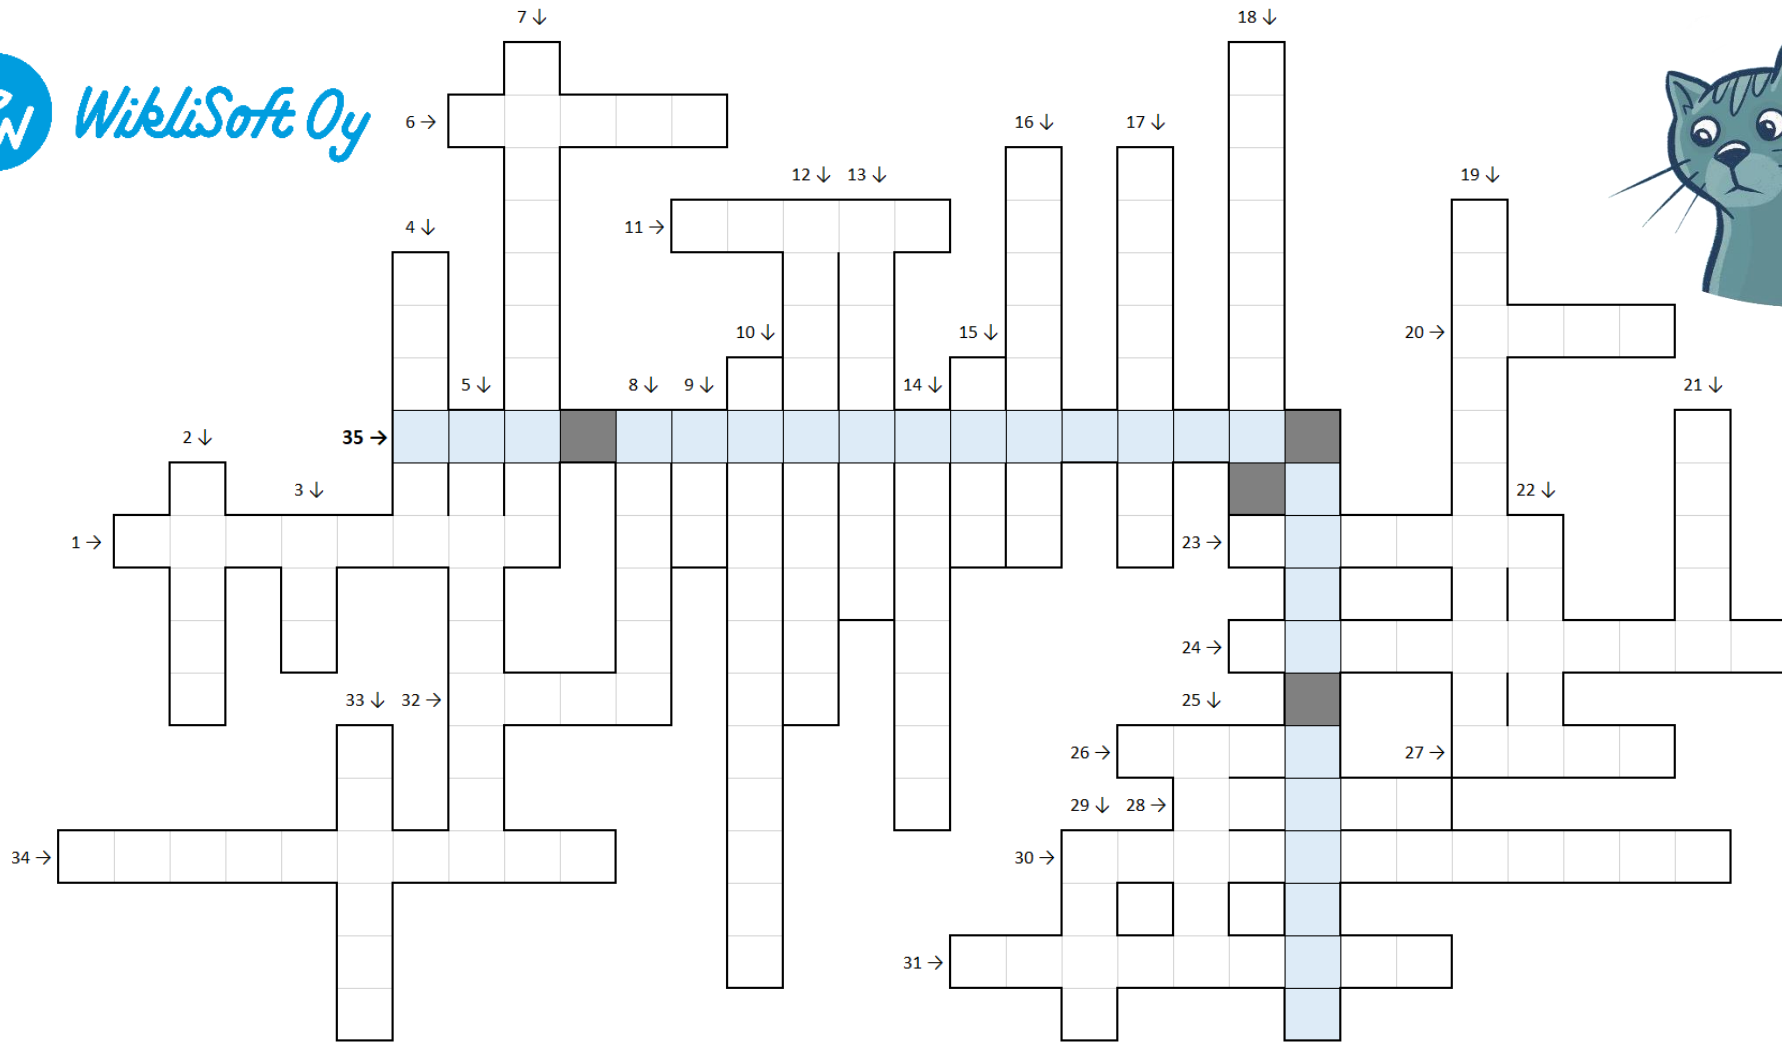 7 ↓ 18 ↓
WikliSoft Oy
6 → 16 ↓ 17 ↓
12 ↓ 13 ↓ 19 ↓
4 ↓ 11 →
10 ↓ 15 ↓ 20 →
5 ↓ 8 ↓ 9 ↓ 14 ↓ 21 ↓
2 ↓ 35 →
3 ↓ 22 ↓
1 → 23 →
24 →
33 ↓ 32 → 25 ↓
26 → 27 →
29 ↓ 28 →
34 → 30 →
31 →